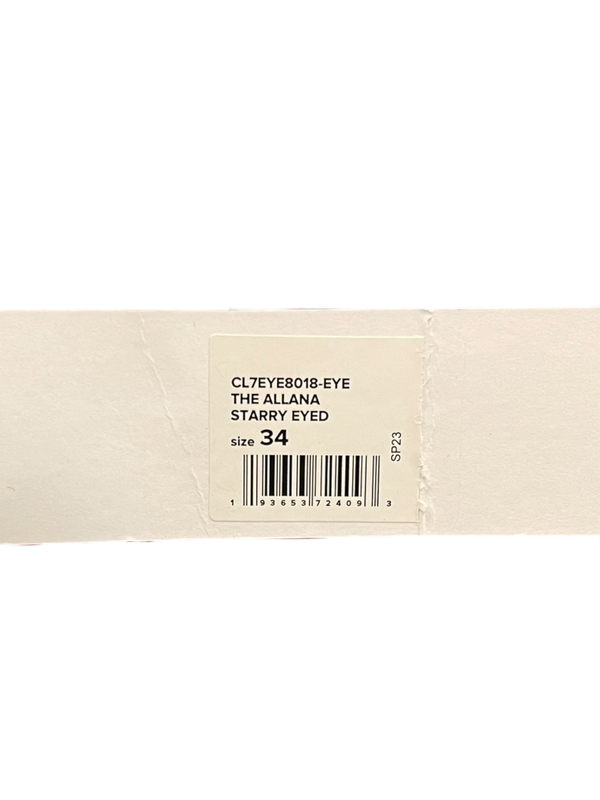 CL7EYE8018-EYE
THE ALLANA
STARRY EYED
size 34
SP23
1 93653 72409 3